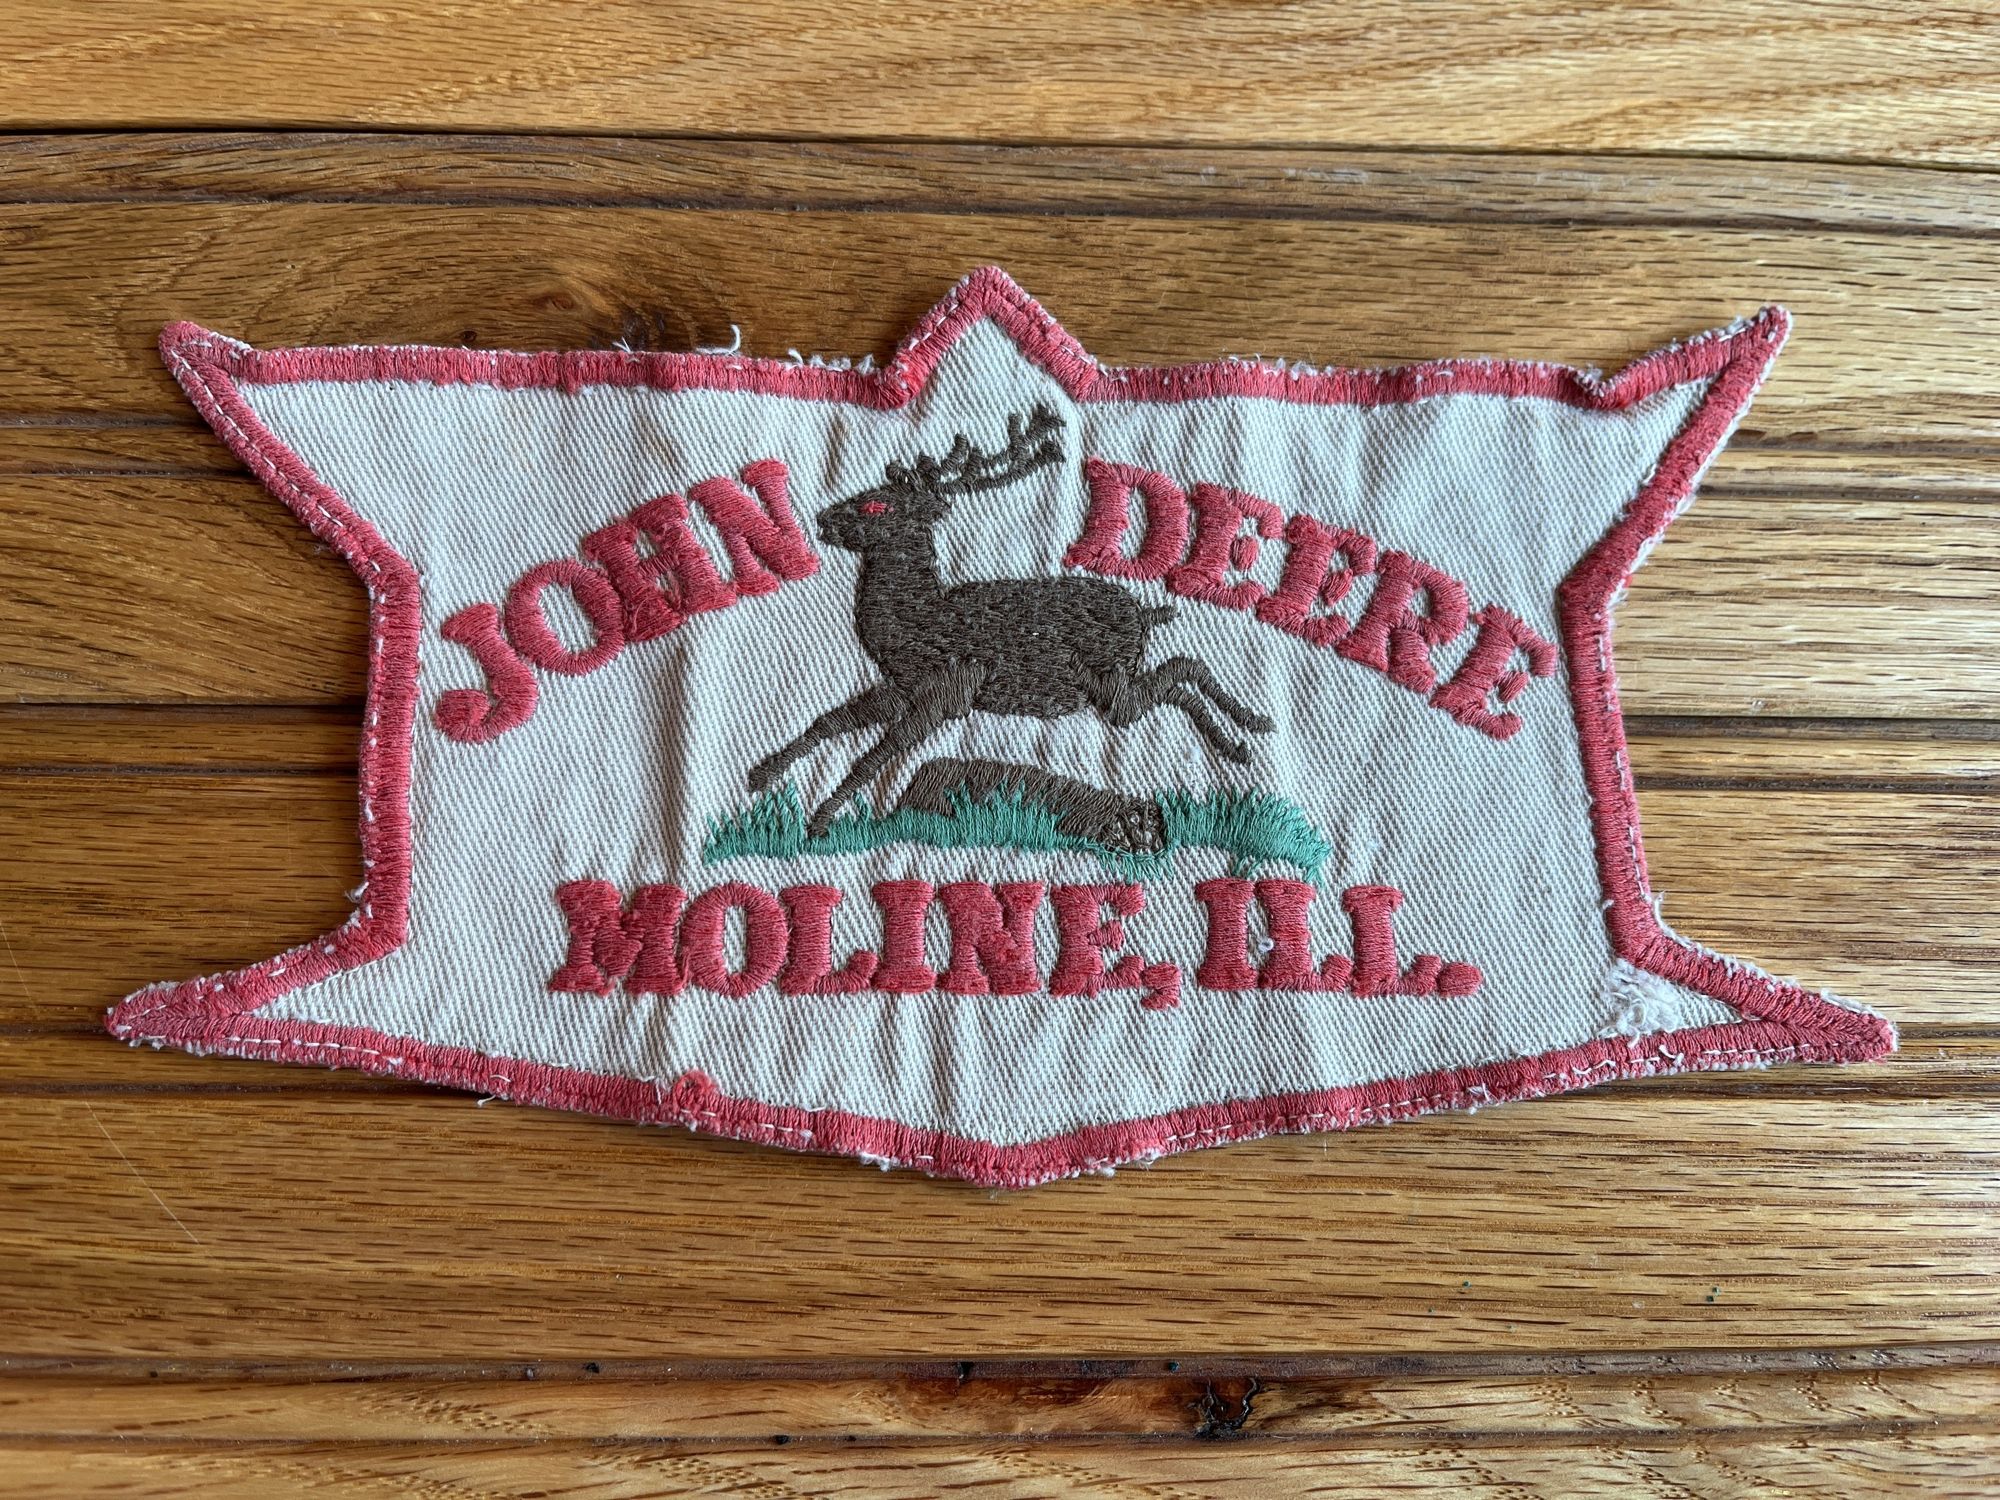 JOHN DEERE
MOLINE, ILL.